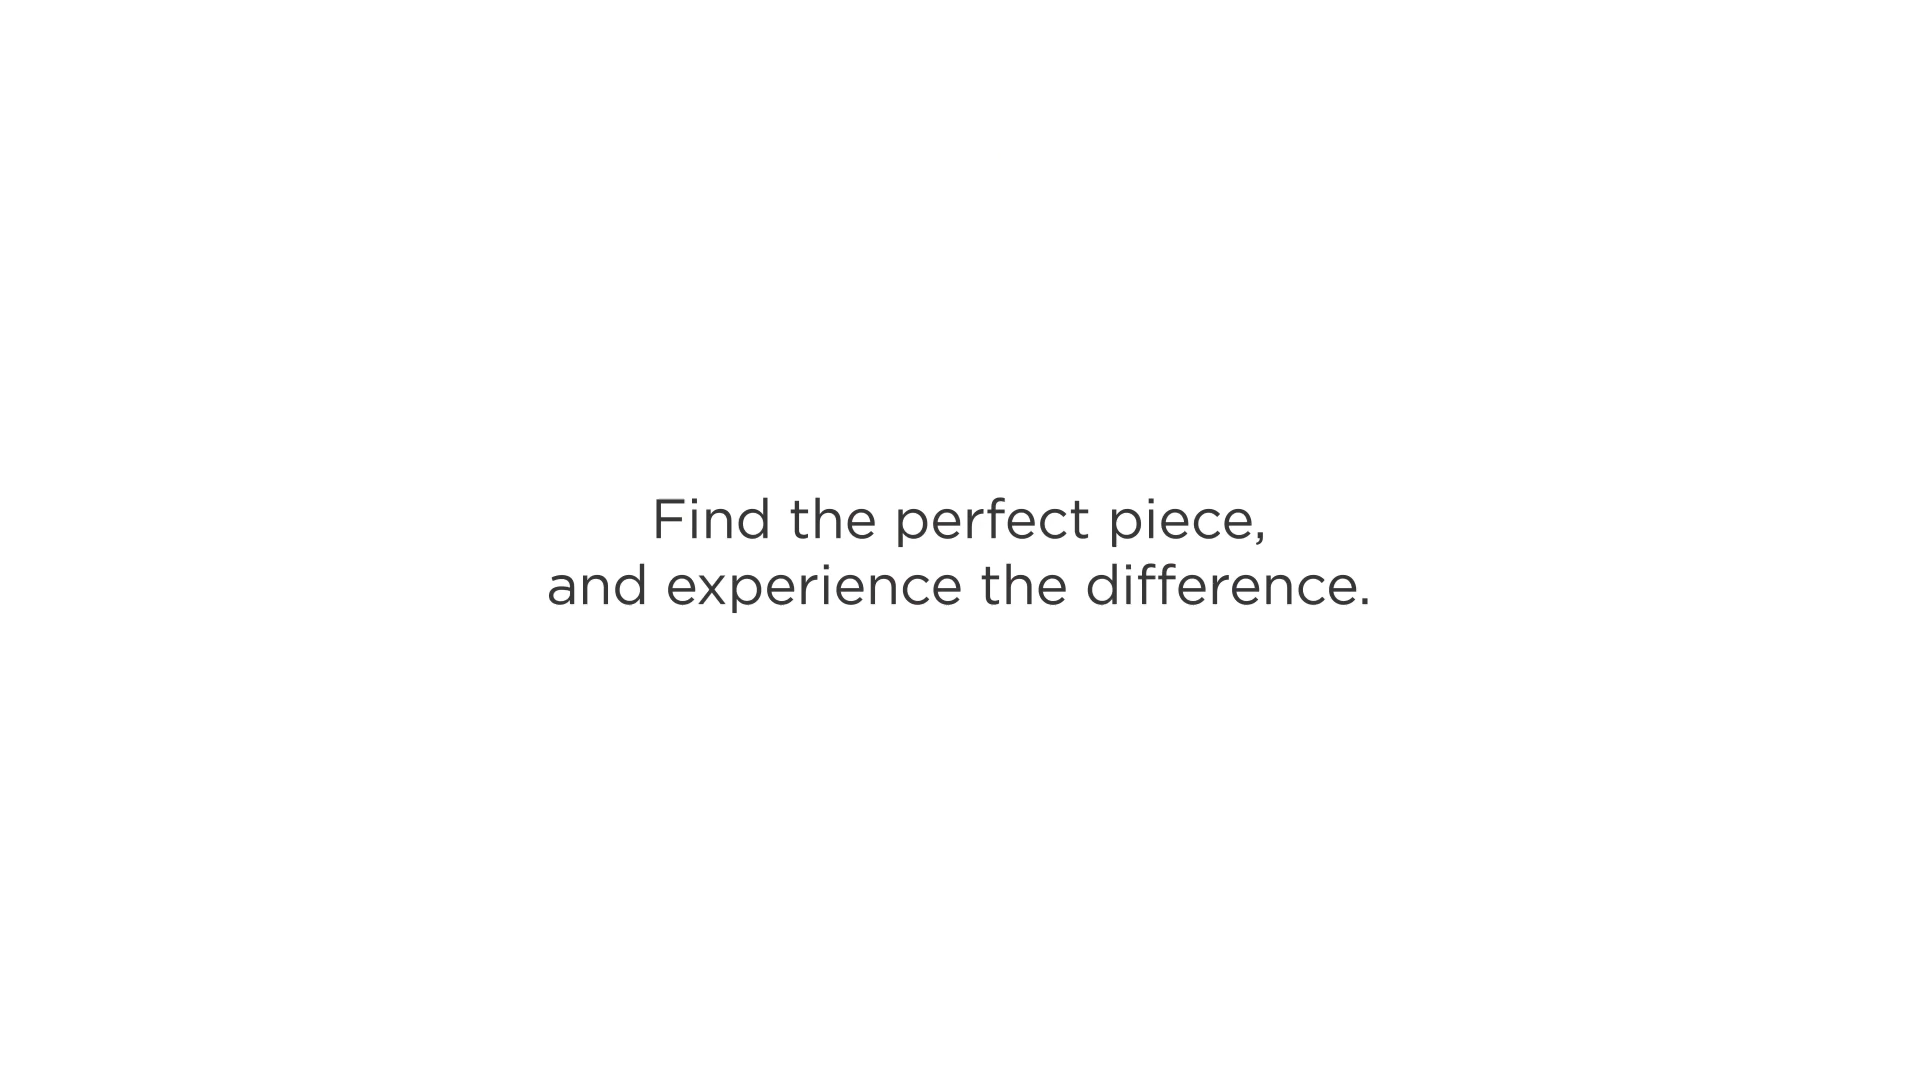 Find the perfect piece,
and experience the difference.